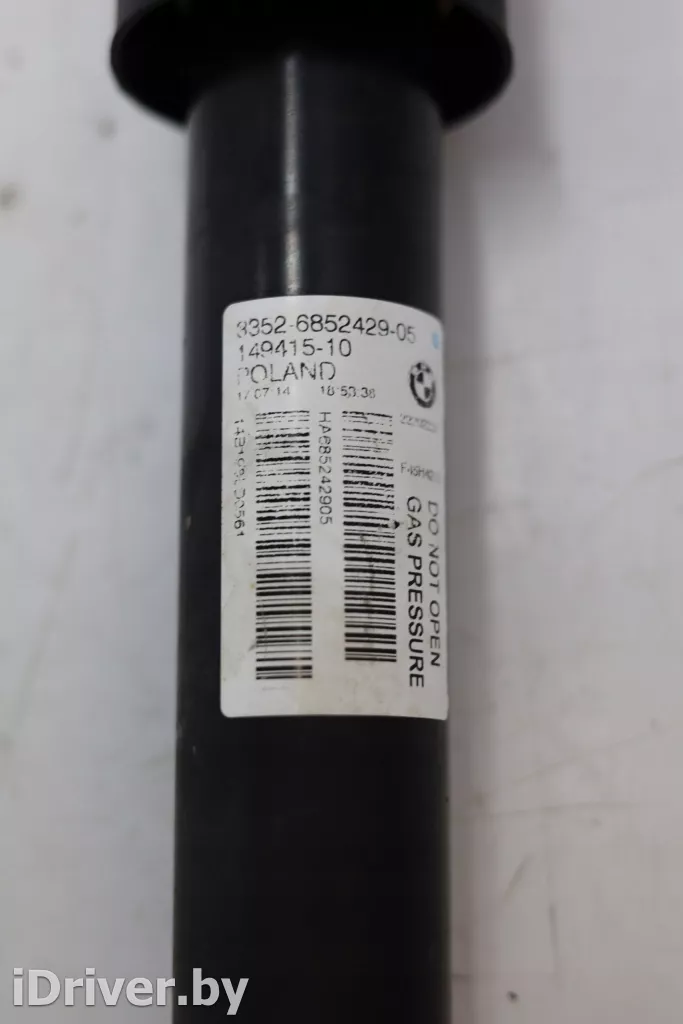 3352-6852429-05
149415-10
POLAND
17 07 14 18:53:36
HA685242905
DO NOT OPEN
GAS PRESSURE
iDriver.by